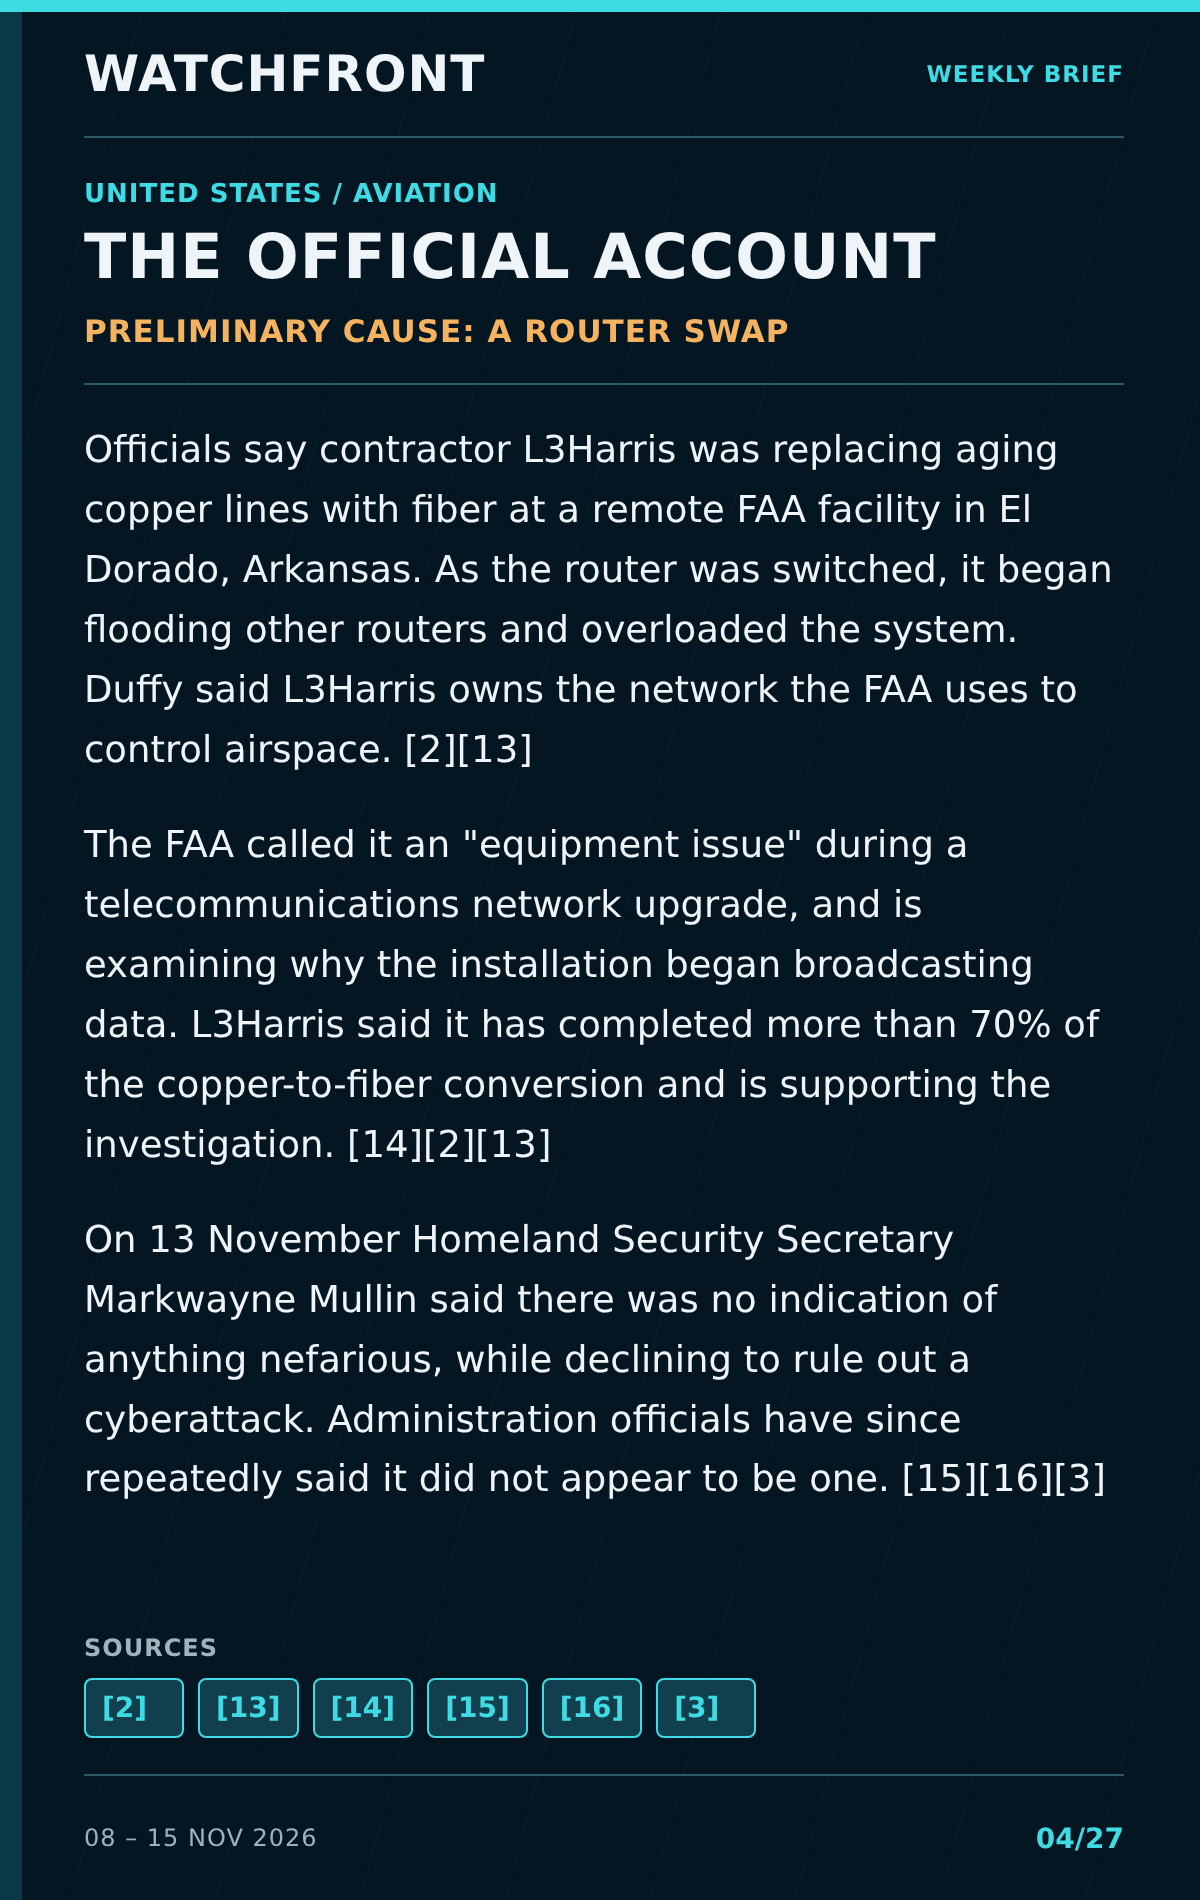 WATCHFRONT
WEEKLY BRIEF
UNITED STATES / AVIATION
THE OFFICIAL ACCOUNT
PRELIMINARY CAUSE: A ROUTER SWAP
Officials say contractor L3Harris was replacing aging
copper lines with fiber at a remote FAA facility in El
Dorado, Arkansas. As the router was switched, it began
flooding other routers and overloaded the system.
Duffy said L3Harris owns the network the FAA uses to
control airspace. [2][13]
The FAA called it an "equipment issue" during a
telecommunications network upgrade, and is
examining why the installation began broadcasting
data. L3Harris said it has completed more than 70% of
the copper-to-fiber conversion and is supporting the
investigation. [14][2][13]
On 13 November Homeland Security Secretary
Markwayne Mullin said there was no indication of
anything nefarious, while declining to rule out a
cyberattack. Administration officials have since
repeatedly said it did not appear to be one. [15][16][3]
SOURCES
[2] [13] [14] [15] [16] [3]
08 – 15 NOV 2026
04/27